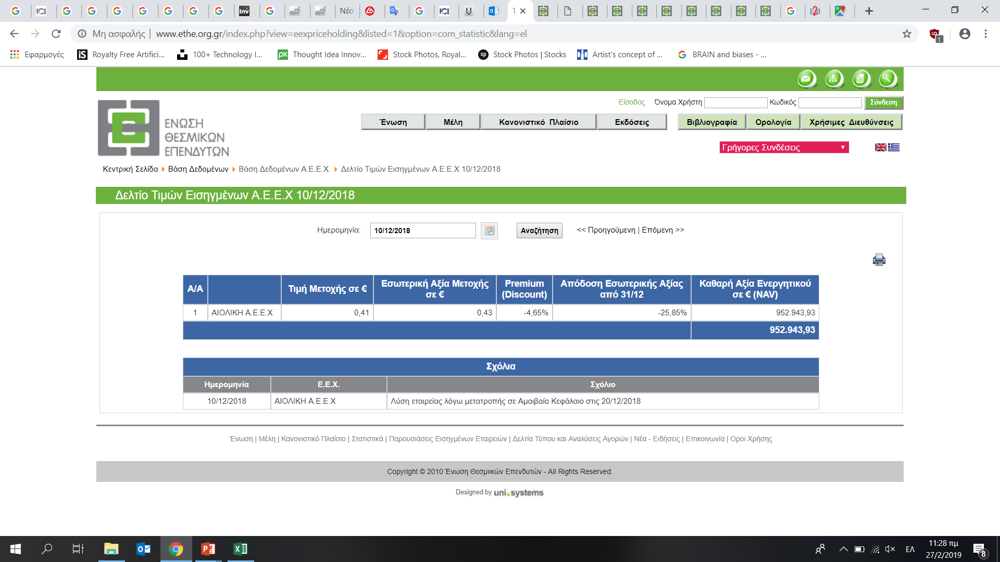 Νέα
Μη ασφαλής | www.ethe.org.gr/index.php?view=eexpriceholding&listed=1&option=com_statistic&lang=el
1
Εφαρμογές Royalty Free Artifici... 100+ Technology I... Thought Idea Innov... Stock Photos, Royal... Stock Photos | Stocks Artist's concept of ... BRAIN and biases - ...
Είσοδος Όνομα Χρήστη Κωδικός Σύνδεση
ΕΝΩΣΗ
ΘΕΣΜΙΚΩΝ
ΕΠΕΝΔΥΤΩΝ
Ένωση Μέλη Κανονιστικό Πλαίσιο Εκδόσεις Βιβλιογραφία Ορολογία Χρήσιμες Διευθύνσεις
Γρήγορες Συνδέσεις
Κεντρική Σελίδα Βάση Δεδομένων Βάση Δεδομένων Α.Ε.Ε.Χ. Δελτίο Τιμών Εισηγμένων Α.Ε.Ε.Χ 10/12/2018
Δελτίο Τιμών Εισηγμένων Α.Ε.Ε.Χ 10/12/2018
Ημερομηνία: 10/12/2018 Αναζήτηση << Προηγούμενη | Επόμενη >>
Α/Α Τιμή Μετοχής σε € Εσωτερική Αξία Μετοχής σε € Premium (Discount) Απόδοση Εσωτερικής Αξίας από 31/12 Καθαρή Αξία Ενεργητικού σε € (NAV)
1 ΑΙΟΛΙΚΗ Α.Ε.Ε.Χ 0,41 0,43 -4,65% -25,85% 952.943,93
952.943,93
Σχόλια
Ημερομηνία Ε.Ε.Χ. Σχόλιο
10/12/2018 ΑΙΟΛΙΚΗ Α.Ε.Ε.Χ Λύση εταιρείας λόγω μετατροπής σε Αμοιβαίο Κεφάλαιο στις 20/12/2018
Ένωση | Μέλη | Κανονιστικό Πλαίσιο | Στατιστικά | Παρουσιάσεις Εισηγμένων Εταιρειών | Δελτία Τύπου και Αναλύσεις Αγορών | Νέα - Ειδήσεις | Επικοινωνία | Οροι Χρήσης
Copyright © 2010 Ένωση Θεσμικών Επενδυτών - All Rights Reserved.
Designed by uni.systems
ΕΛ
11:28 πμ
27/2/2019
8